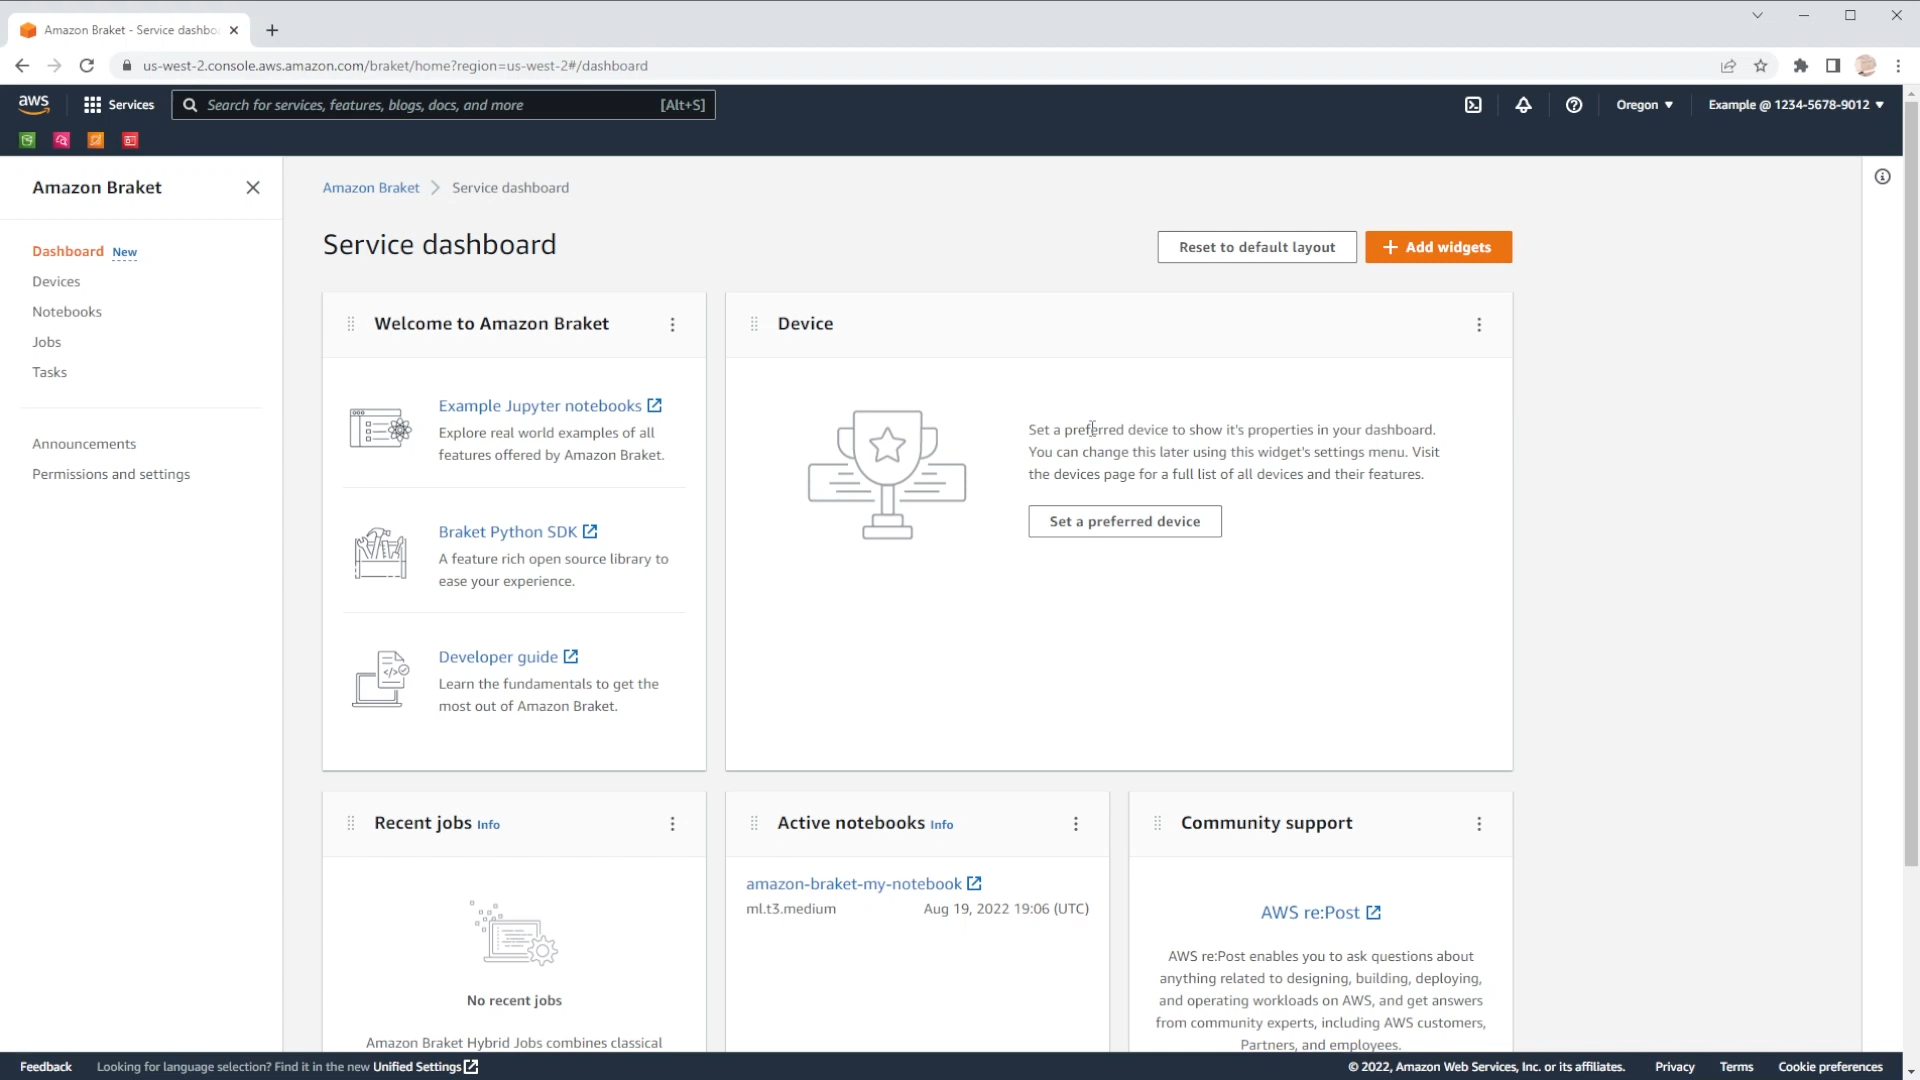 Amazon Braket - Service dashbo
us-west-2.console.aws.amazon.com/braket/home?region=us-west-2#/dashboard
aws
Services
Search for services, features, blogs, docs, and more
[Alt+S]
Oregon
Example @ 1234-5678-9012
Amazon Braket
Dashboard New
Devices
Notebooks
Jobs
Tasks
Announcements
Permissions and settings
Amazon Braket
Service dashboard
Service dashboard
Reset to default layout
Add widgets
Welcome to Amazon Braket
Example Jupyter notebooks
Explore real world examples of all
features offered by Amazon Braket.
Braket Python SDK
A feature rich open source library to
ease your experience.
Developer guide
Learn the fundamentals to get the
most out of Amazon Braket.
Device
Set a preferred device to show it's properties in your dashboard.
You can change this later using this widget's settings menu. Visit
the devices page for a full list of all devices and their features.
Set a preferred device
Recent jobs Info
No recent jobs
Amazon Braket Hybrid Jobs combines classical
Active notebooks Info
amazon-braket-my-notebook
ml.t3.medium
Aug 19, 2022 19:06 (UTC)
Community support
AWS re:Post
AWS re:Post enables you to ask questions about
anything related to designing, building, deploying,
and operating workloads on AWS, and get answers
from community experts, including AWS customers,
Partners, and employees.
Feedback
Looking for language selection? Find it in the new Unified Settings
© 2022, Amazon Web Services, Inc. or its affiliates.
Privacy
Terms
Cookie preferences